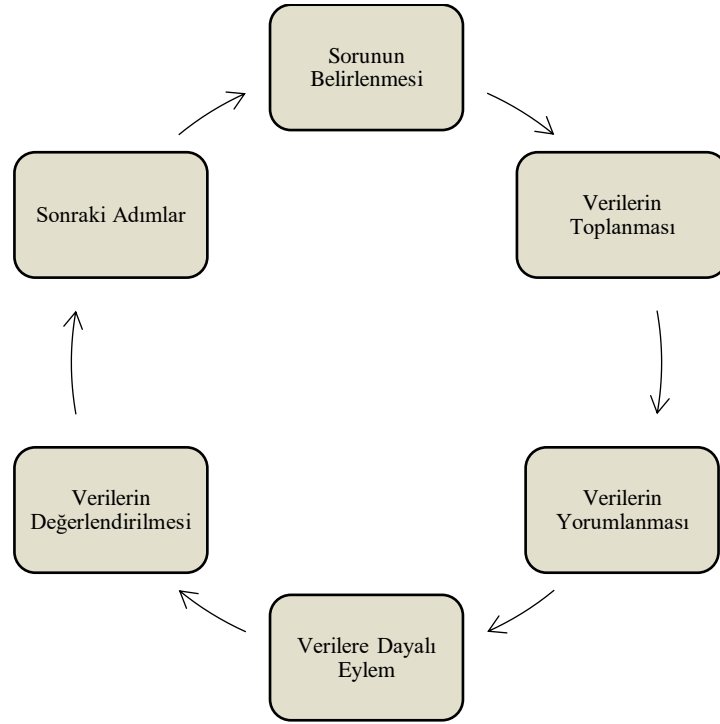 Sorunun
Belirlenmesi
Verilerin
Toplanması
Verilerin
Yorumlanması
Verilere Dayalı
Eylem
Verilerin
Değerlendirilmesi
Sonraki Adımlar